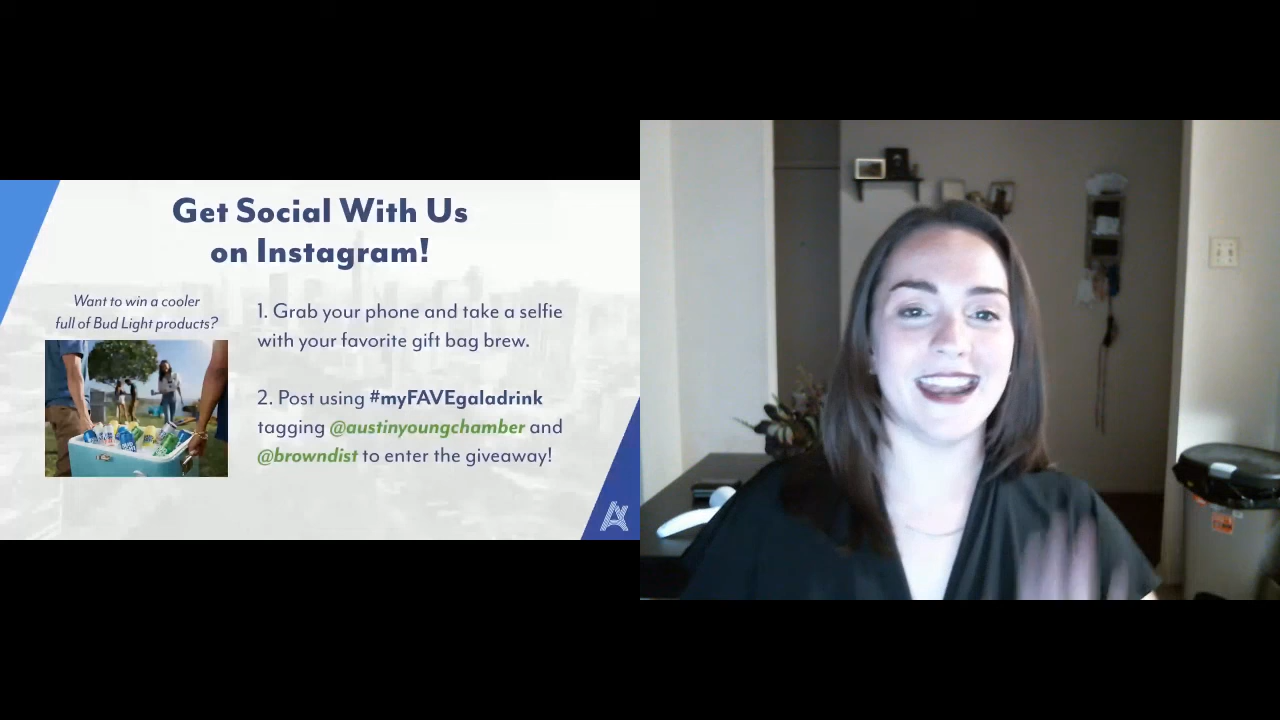 Get Social With Us
on Instagram!
Want to win a cooler
full of Bud Light products?
1. Grab your phone and take a selfie
with your favorite gift bag brew.
2. Post using #myFAVEgaladrink
tagging @austinyoungchamber and
@browndist to enter the giveaway!